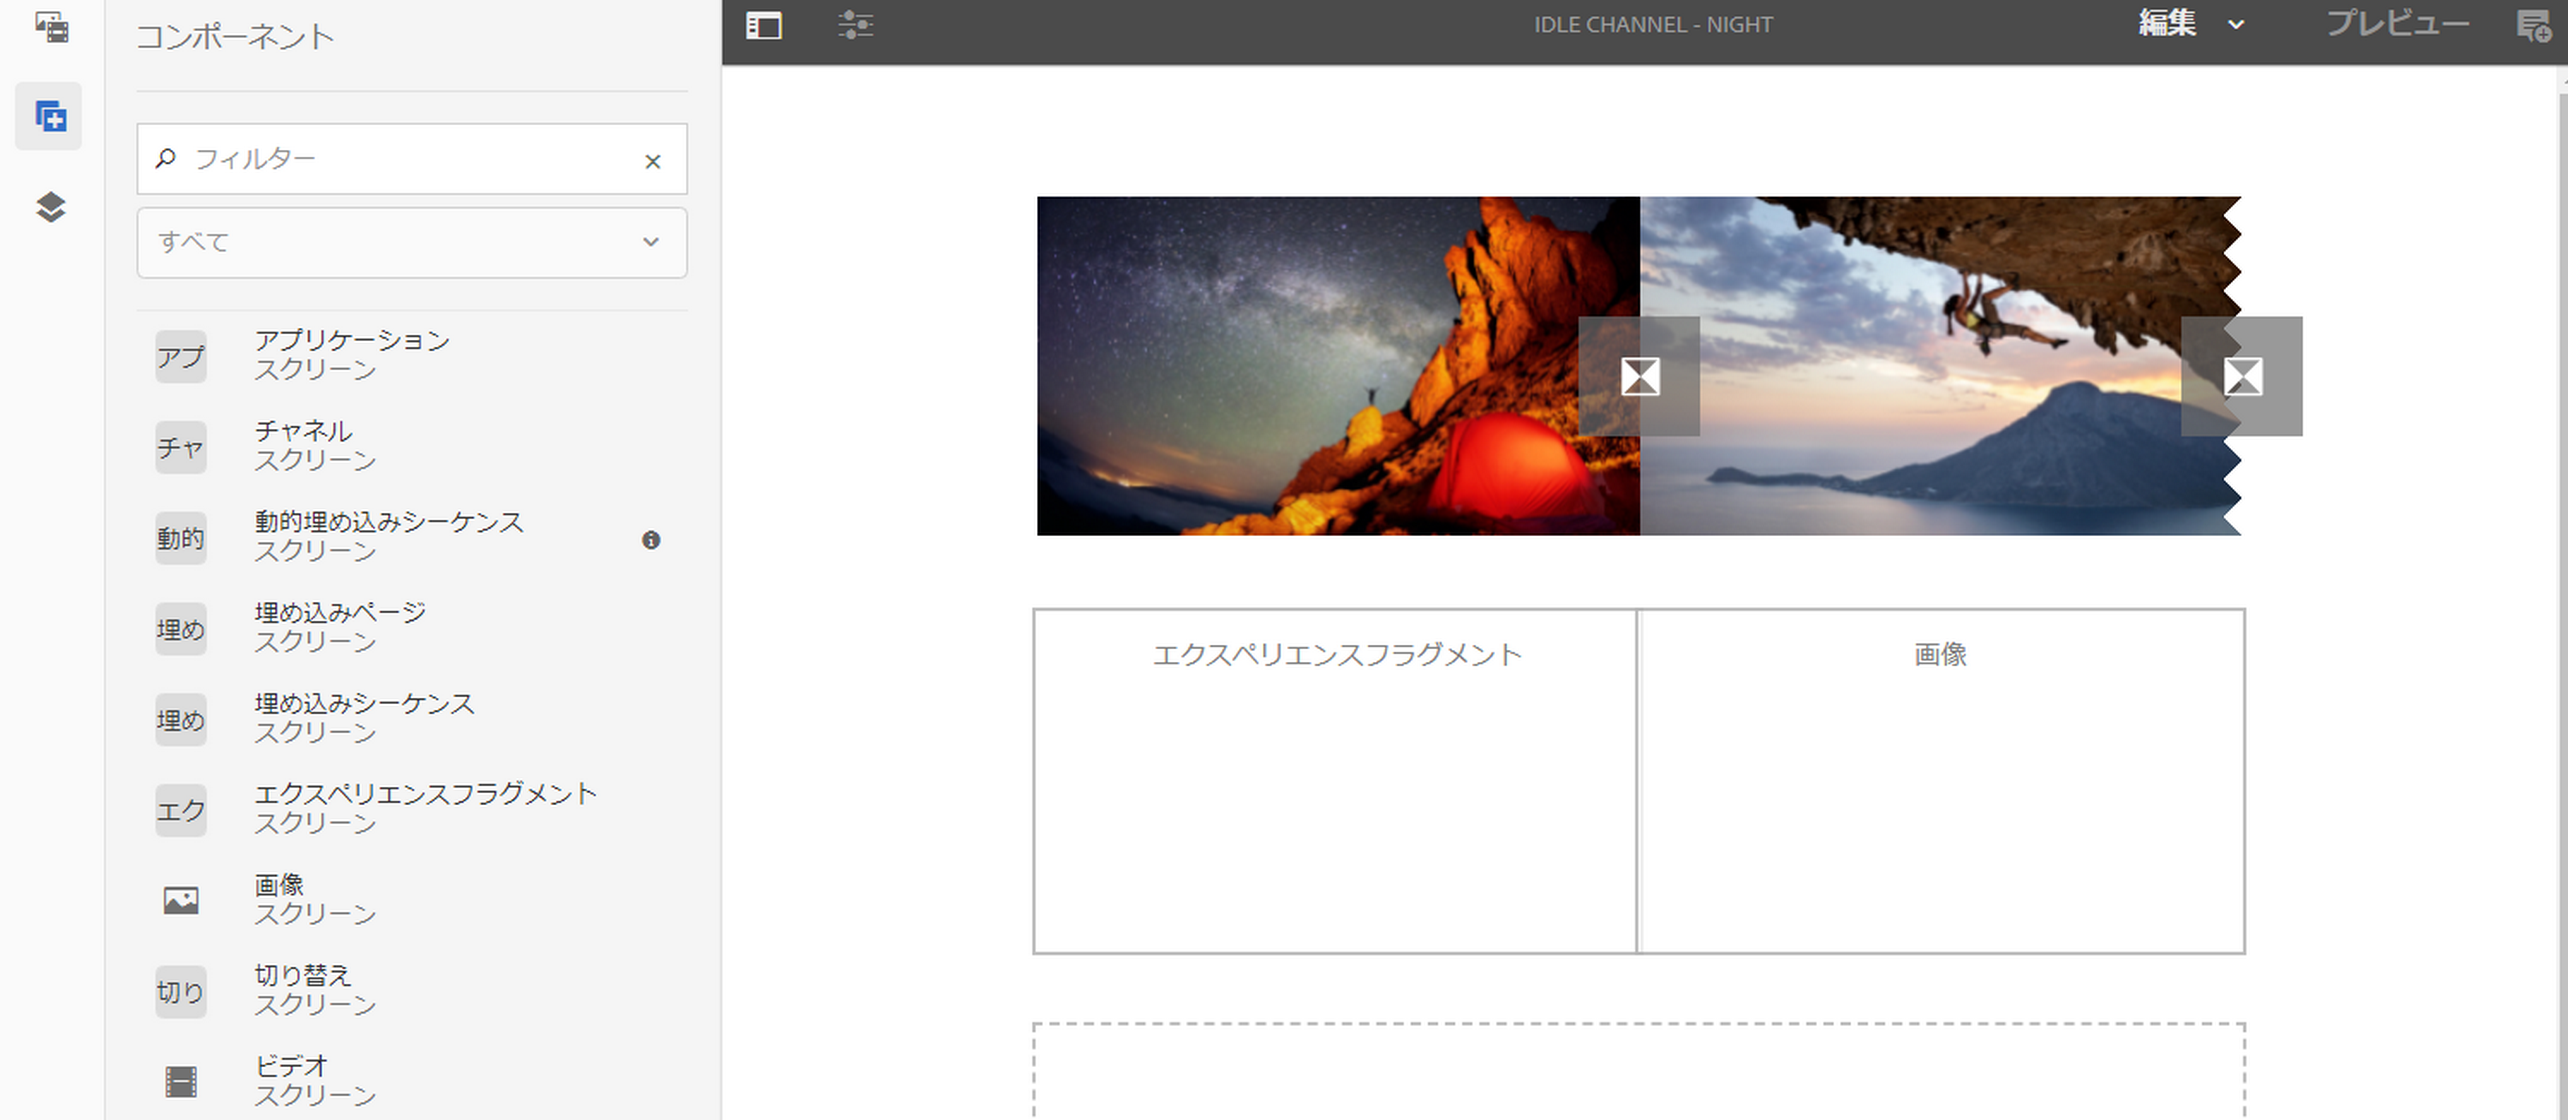 コンポーネント
フィルター
すべて
アプ
アプリケーション
スクリーン
チャ
チャネル
スクリーン
動的
動的埋め込みシーケンス
スクリーン
埋め
埋め込みページ
スクリーン
埋め
埋め込みシーケンス
スクリーン
エク
エクスペリエンスフラグメント
スクリーン
画像
スクリーン
切り
切り替え
スクリーン
ビデオ
スクリーン
IDLE CHANNEL - NIGHT
編集
プレビュー
エクスペリエンスフラグメント
画像